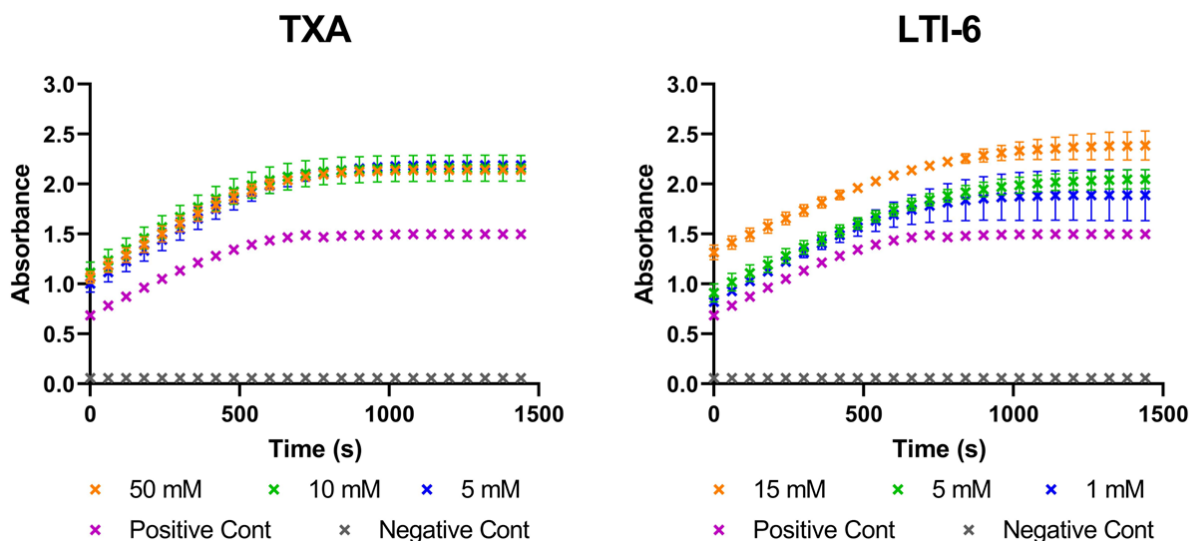 TXA
3.0
2.5
2.0
1.5
1.0
0.5
0.0
Absorbance
0 500 1000 1500
Time (s)
50 mM 10 mM 5 mM
Positive Cont Negative Cont
LTI-6
3.0
2.5
2.0
1.5
1.0
0.5
0.0
Absorbance
0 500 1000 1500
Time (s)
15 mM 5 mM 1 mM
Positive Cont Negative Cont